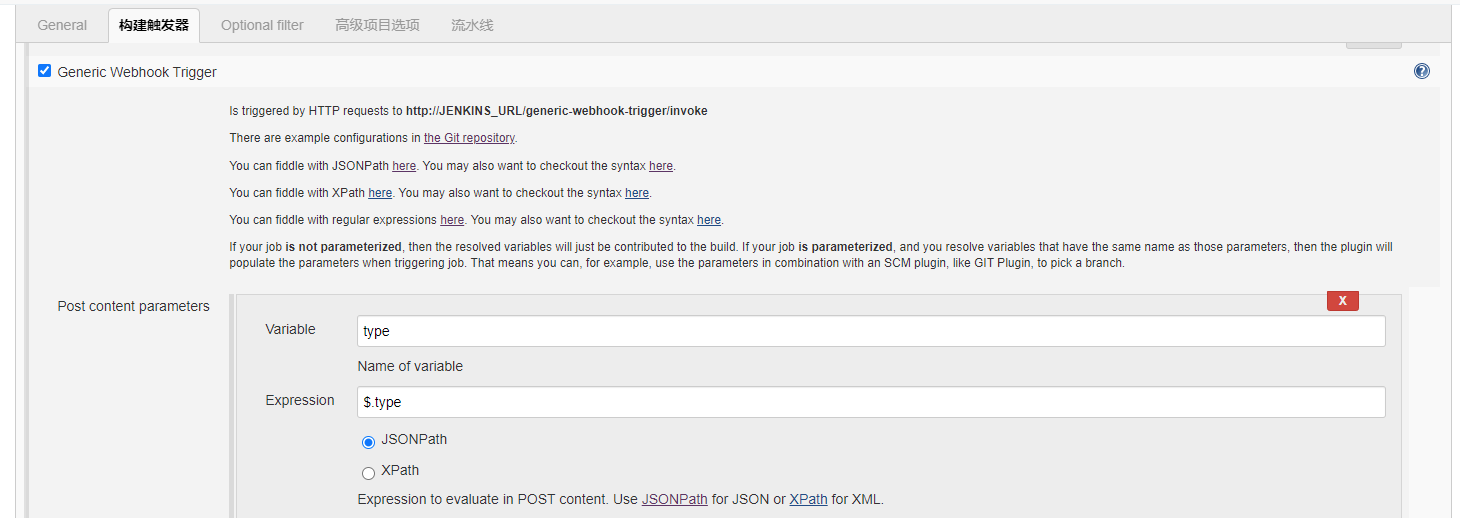 General 构建触发器 Optional filter 高级项目选项 流水线
Generic Webhook Trigger
Is triggered by HTTP requests to http://JENKINS_URL/generic-webhook-trigger/invoke
There are example configurations in the Git repository.
You can fiddle with JSONPath here. You may also want to checkout the syntax here.
You can fiddle with XPath here. You may also want to checkout the syntax here.
You can fiddle with regular expressions here. You may also want to checkout the syntax here.
If your job is not parameterized, then the resolved variables will just be contributed to the build. If your job is parameterized, and you resolve variables that have the same name as those parameters, then the plugin will
populate the parameters when triggering job. That means you can, for example, use the parameters in combination with an SCM plugin, like GIT Plugin, to pick a branch.
Post content parameters
X
Variable type
Name of variable
Expression $.type
JSONPath
XPath
Expression to evaluate in POST content. Use JSONPath for JSON or XPath for XML.